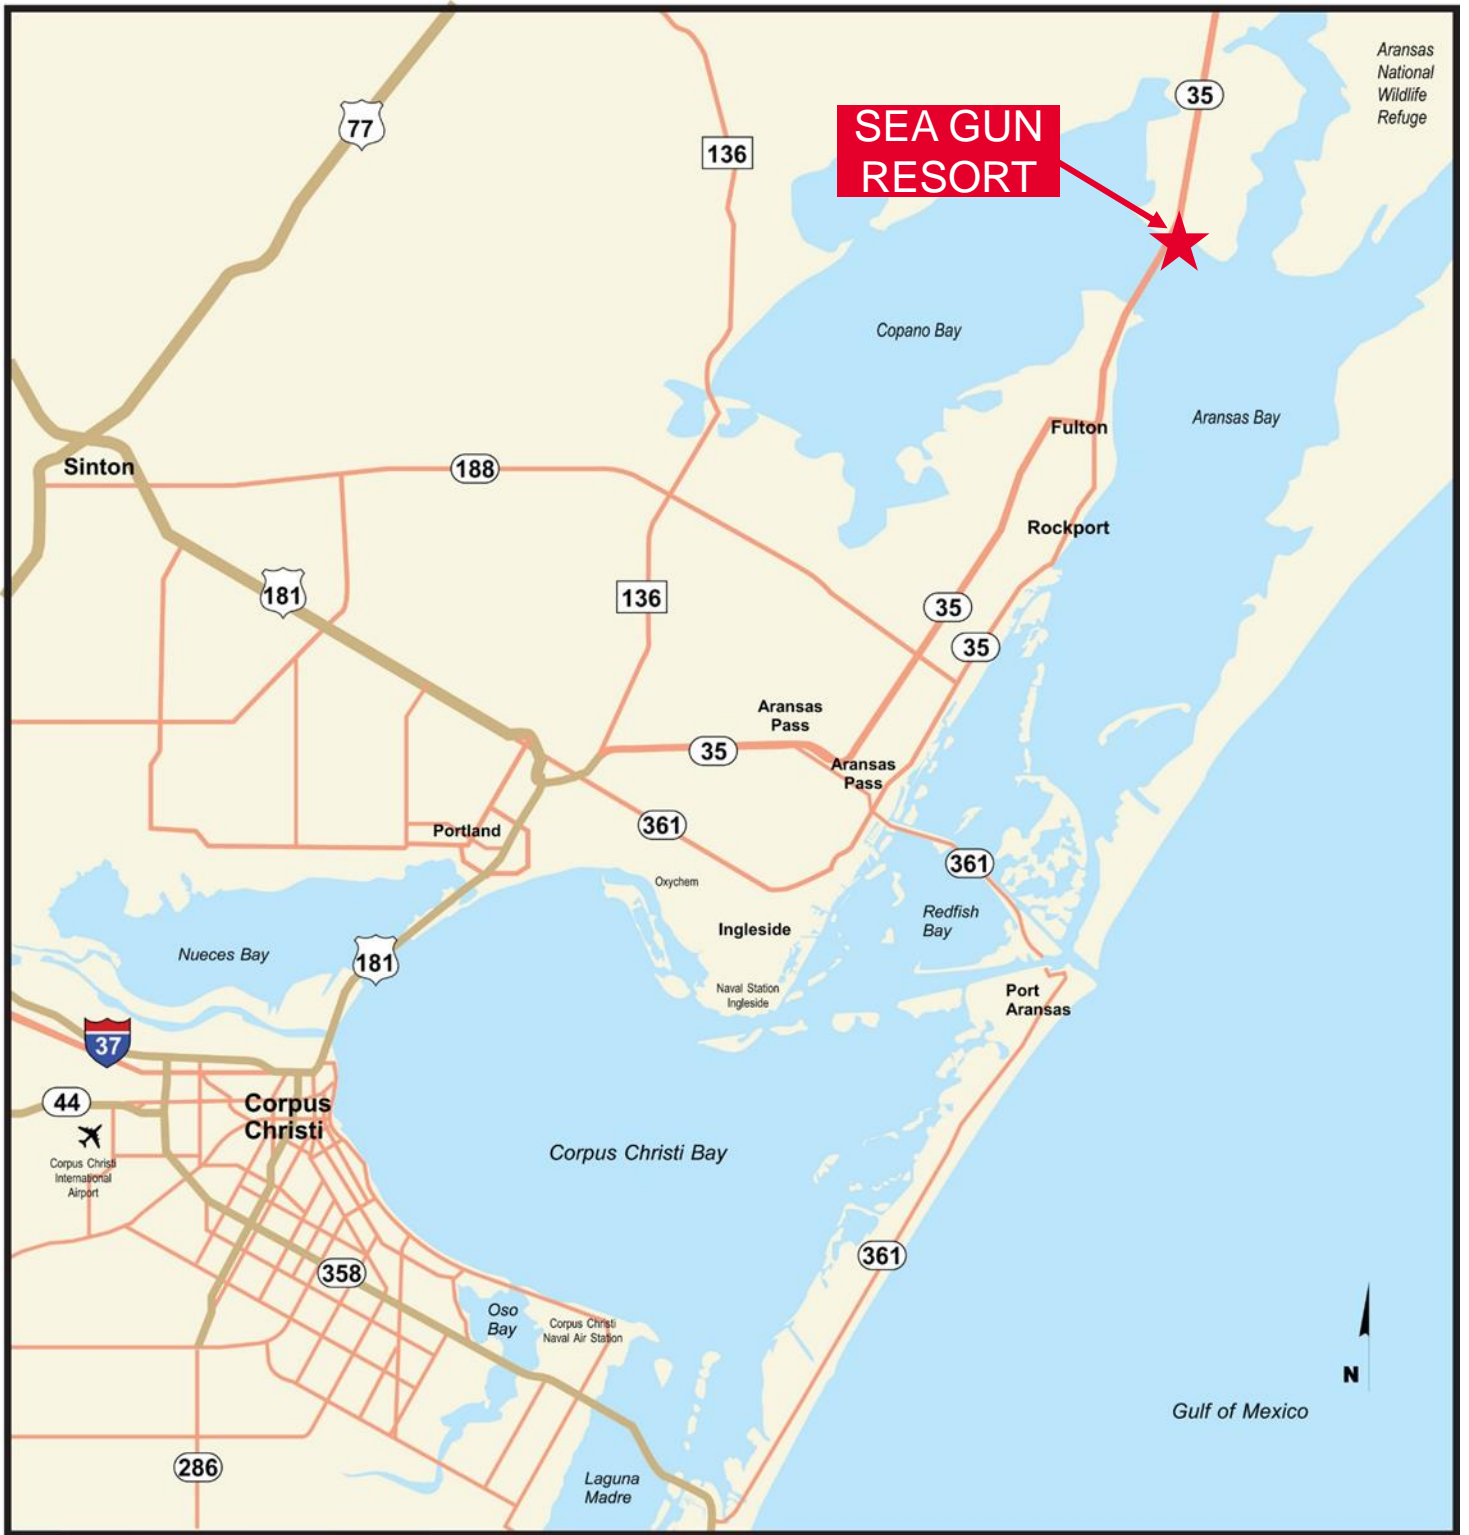 Aransas
National
Wildlife
Refuge
35
77
136
SEA GUN
RESORT
Copano Bay
Aransas Bay
Fulton
Sinton
188
Rockport
181
136
35
35
Aransas
Pass
35
Aransas
Pass
361
Portland
361
Oxychem
Redfish
Bay
Ingleside
Nueces Bay
181
Naval Station
Ingleside
Port
Aransas
37
44
Corpus
Christi
Corpus Christi
International
Airport
Corpus Christi Bay
361
358
Oso
Bay
Corpus Christi
Naval Air Station
N
Gulf of Mexico
286
Laguna
Madre